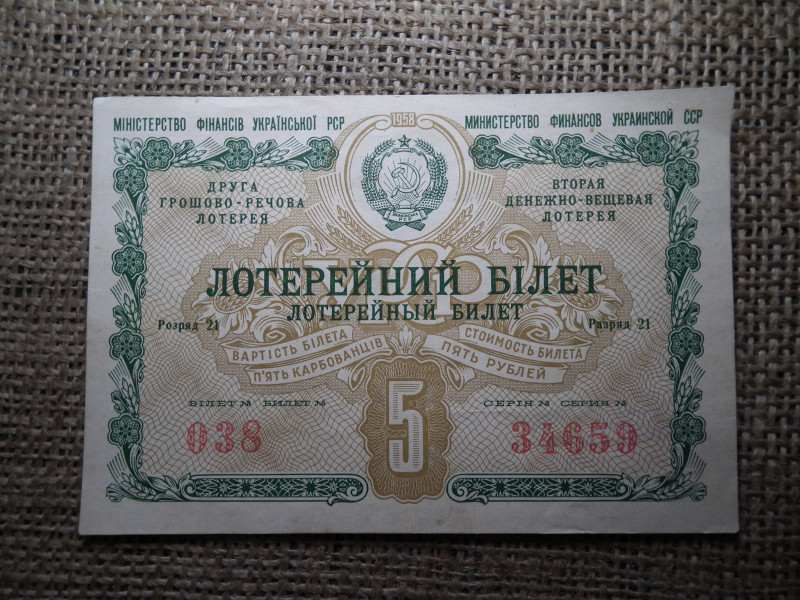 МІНІСТЕРСТВО ФІНАНСІВ УКРАЇНСЬКОЇ РСР
1958
МИНИСТЕРСТВО ФИНАНСОВ УКРАИНСКОЙ ССР
ДРУГА
ГРОШОВО-РЕЧОВА
ЛОТЕРЕЯ
ВТОРАЯ
ДЕНЕЖНО-ВЕЩЕВАЯ
ЛОТЕРЕЯ
УССР
ЛОТЕРЕЙНИЙ БІЛЕТ
ЛОТЕРЕЙНЫЙ БИЛЕТ
Розряд 21
Разряд 21
ВАРТІСТЬ БІЛЕТА
П'ЯТЬ КАРБОВАНЦІВ
СТОИМОСТЬ БИЛЕТА
ПЯТЬ РУБЛЕЙ
5
БІЛЕТ № БИЛЕТ №
038
СЕРІЯ № СЕРИЯ №
34659